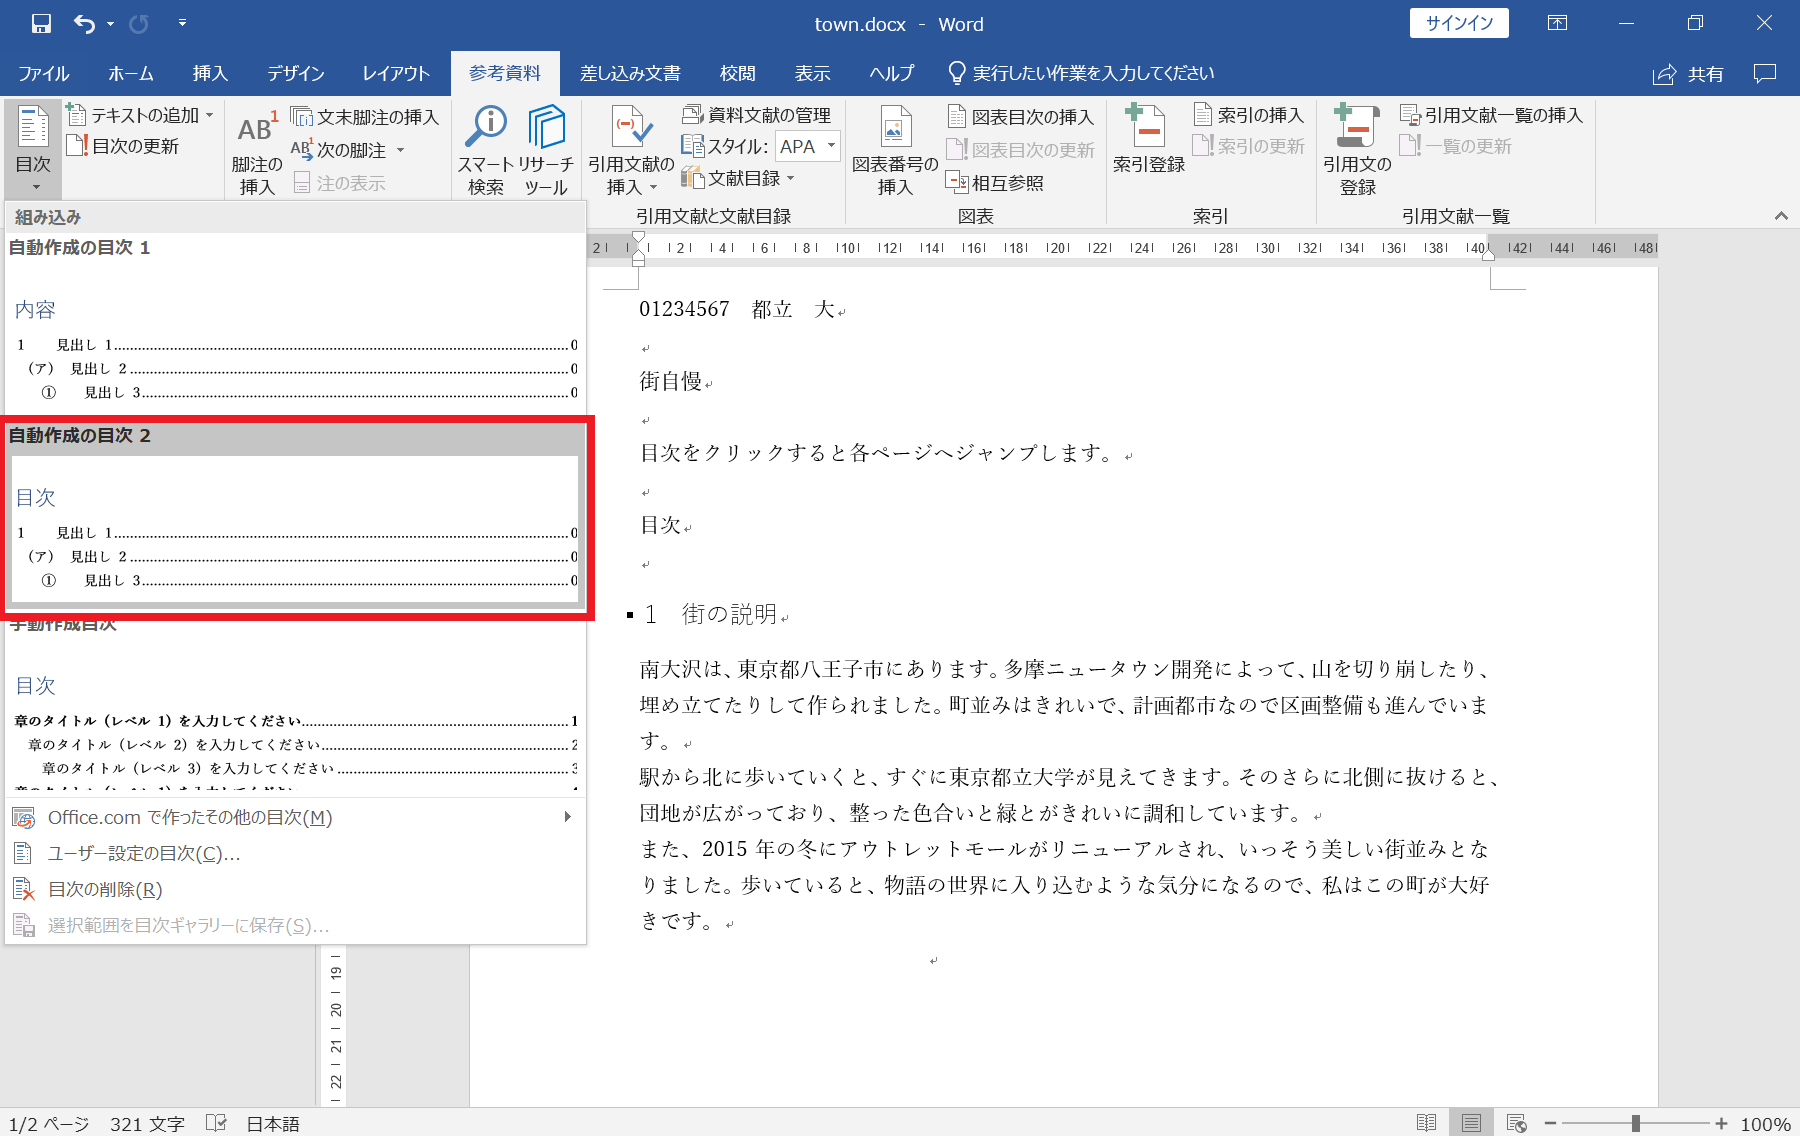 town.docx - Word
サインイン
ファイル ホーム 挿入 デザイン レイアウト 参考資料 差し込み文書 校閲 表示 ヘルプ 実行したい作業を入力してください 共有
目次
テキストの追加
目次の更新
AB1
脚注の
挿入
文末脚注の挿入
AB1 次の脚注
注の表示
スマート
検索
リサーチ
ツール
引用文献の
挿入
資料文献の管理
スタイル: APA
文献目録
引用文献と文献目録
図表番号の
挿入
図表目次の挿入
図表目次の更新
相互参照
図表
索引登録
索引の挿入
索引の更新
索引
引用文の
登録
引用文献一覧の挿入
一覧の更新
引用文献一覧
組み込み
自動作成の目次 1
内容
1 見出し 1.....0
（ア） 見出し 2.....0
① 見出し 3.....0
自動作成の目次 2
目次
1 見出し 1.....0
（ア） 見出し 2.....0
① 見出し 3.....0
手動作成目次
目次
章のタイトル（レベル 1）を入力してください.....1
章のタイトル（レベル 2）を入力してください.....2
章のタイトル（レベル 3）を入力してください.....3
Office.com で作ったその他の目次(M)
ユーザー設定の目次(C)...
目次の削除(R)
選択範囲を目次ギャラリーに保存(S)...
2 2 4 6 8 10 12 14 16 18 20 22 24 26 28 30 32 34 36 38 40 42 44 46 48
01234567　都立　大
街自慢
目次をクリックすると各ページへジャンプします。
目次
1　街の説明
南大沢は、東京都八王子市にあります。多摩ニュータウン開発によって、山を切り崩したり、
埋め立てたりして作られました。町並みはきれいで、計画都市なので区画整備も進んでいま
す。
駅から北に歩いていくと、すぐに東京都立大学が見えてきます。そのさらに北側に抜けると、
団地が広がっており、整った色合いと緑とがきれいに調和しています。
また、2015 年の冬にアウトレットモールがリニューアルされ、いっそう美しい街並みとな
りました。歩いていると、物語の世界に入り込むような気分になるので、私はこの町が大好
きです。
19
20
21
22
1/2 ページ 321 文字 日本語 100%